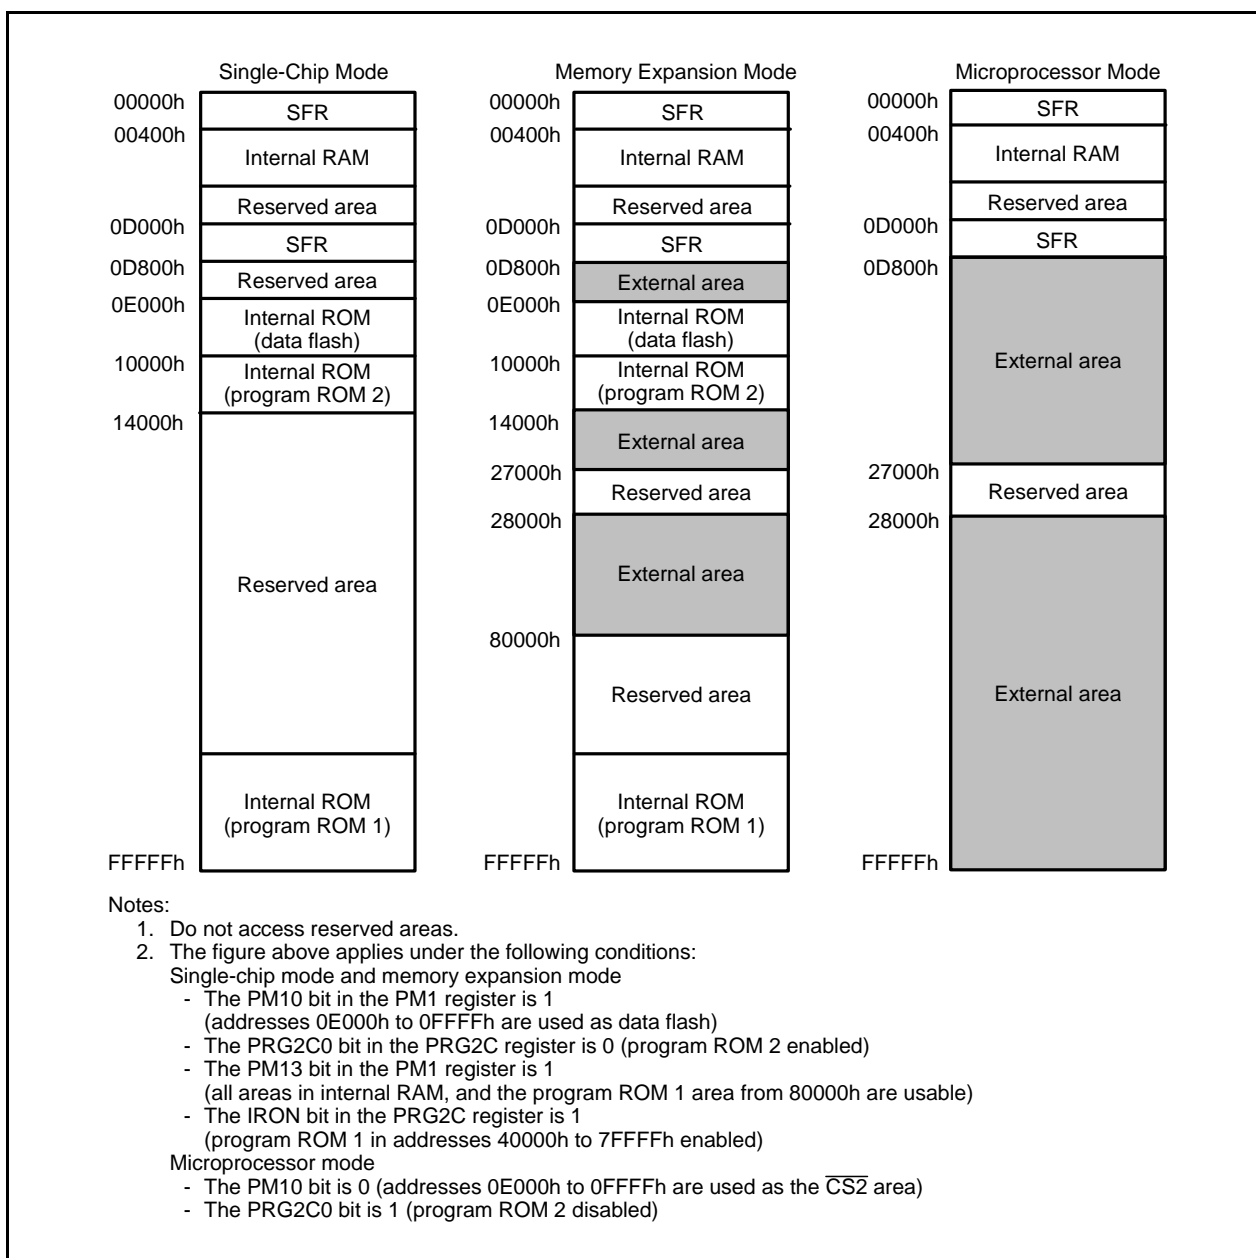 Single-Chip Mode
00000h
SFR
00400h
Internal RAM
Reserved area
0D000h
SFR
0D800h
Reserved area
0E000h
Internal ROM
(data flash)
10000h
Internal ROM
(program ROM 2)
14000h
Reserved area
Internal ROM
(program ROM 1)
FFFFFh
Memory Expansion Mode
00000h
SFR
00400h
Internal RAM
Reserved area
0D000h
SFR
0D800h
External area
0E000h
Internal ROM
(data flash)
10000h
Internal ROM
(program ROM 2)
14000h
External area
27000h
Reserved area
28000h
External area
80000h
Reserved area
Internal ROM
(program ROM 1)
FFFFFh
Microprocessor Mode
00000h
SFR
00400h
Internal RAM
Reserved area
0D000h
SFR
0D800h
External area
27000h
Reserved area
28000h
External area
FFFFFh
Notes:
1. Do not access reserved areas.
2. The figure above applies under the following conditions:
Single-chip mode and memory expansion mode
- The PM10 bit in the PM1 register is 1
(addresses 0E000h to 0FFFFh are used as data flash)
- The PRG2C0 bit in the PRG2C register is 0 (program ROM 2 enabled)
- The PM13 bit in the PM1 register is 1
(all areas in internal RAM, and the program ROM 1 area from 80000h are usable)
- The IRON bit in the PRG2C register is 1
(program ROM 1 in addresses 40000h to 7FFFFh enabled)
Microprocessor mode
- The PM10 bit is 0 (addresses 0E000h to 0FFFFh are used as the C̅S̅2̅ area)
- The PRG2C0 bit is 1 (program ROM 2 disabled)